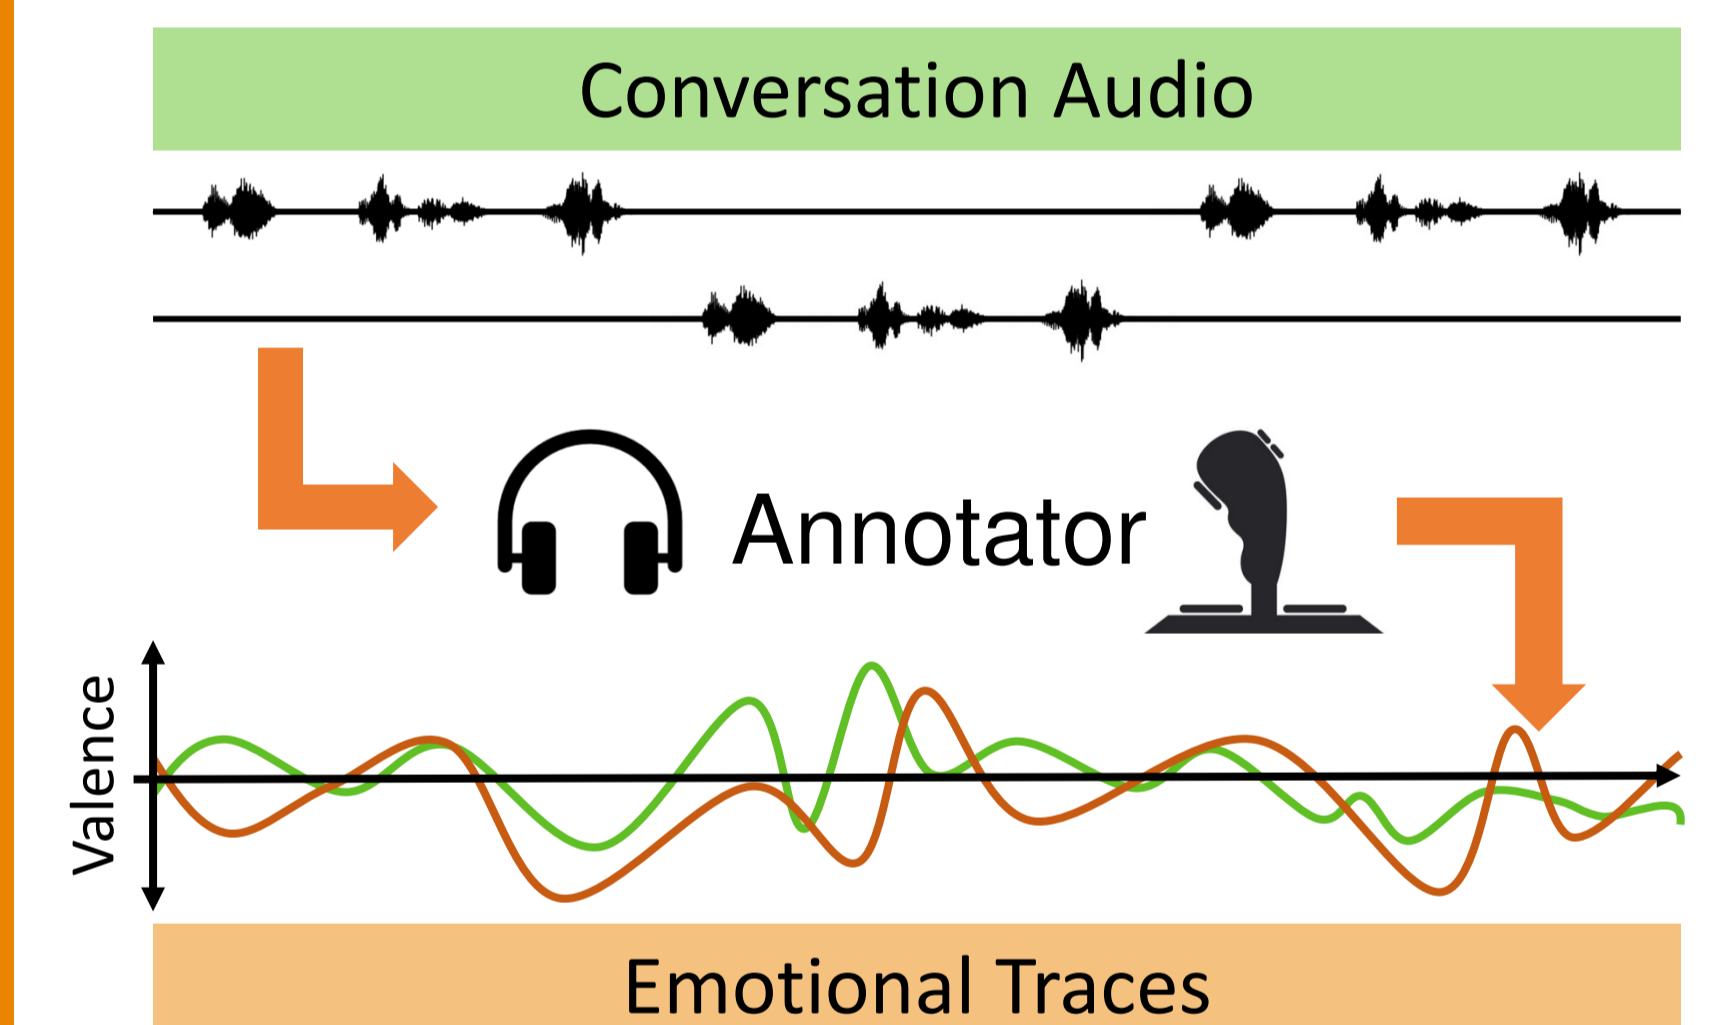 Conversation Audio
Annotator
Valence
Emotional Traces